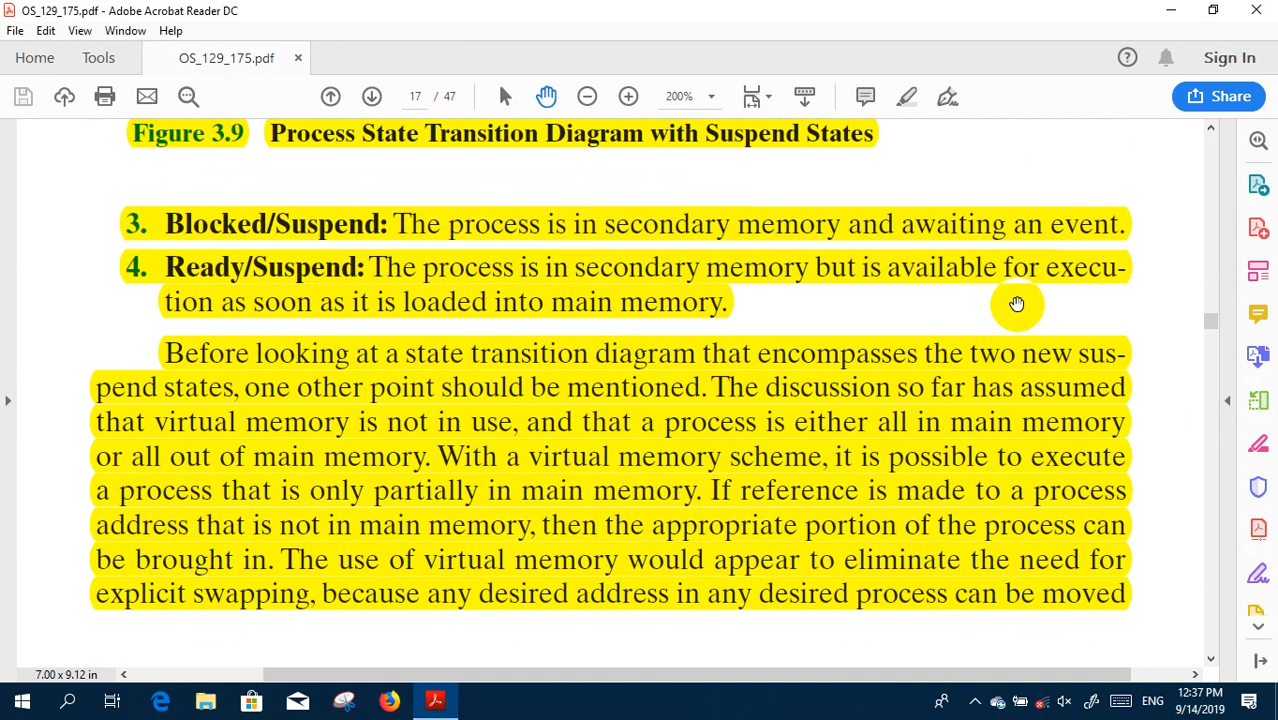 OS_129_175.pdf - Adobe Acrobat Reader DC
File Edit View Window Help
Home Tools OS_129_175.pdf Sign In
17 / 47 200% Share
Figure 3.9 Process State Transition Diagram with Suspend States
3. Blocked/Suspend: The process is in secondary memory and awaiting an event.
4. Ready/Suspend: The process is in secondary memory but is available for execu-
tion as soon as it is loaded into main memory.
Before looking at a state transition diagram that encompasses the two new sus-
pend states, one other point should be mentioned. The discussion so far has assumed
that virtual memory is not in use, and that a process is either all in main memory
or all out of main memory. With a virtual memory scheme, it is possible to execute
a process that is only partially in main memory. If reference is made to a process
address that is not in main memory, then the appropriate portion of the process can
be brought in. The use of virtual memory would appear to eliminate the need for
explicit swapping, because any desired address in any desired process can be moved
7.00 x 9.12 in
ENG
12:37 PM
9/14/2019